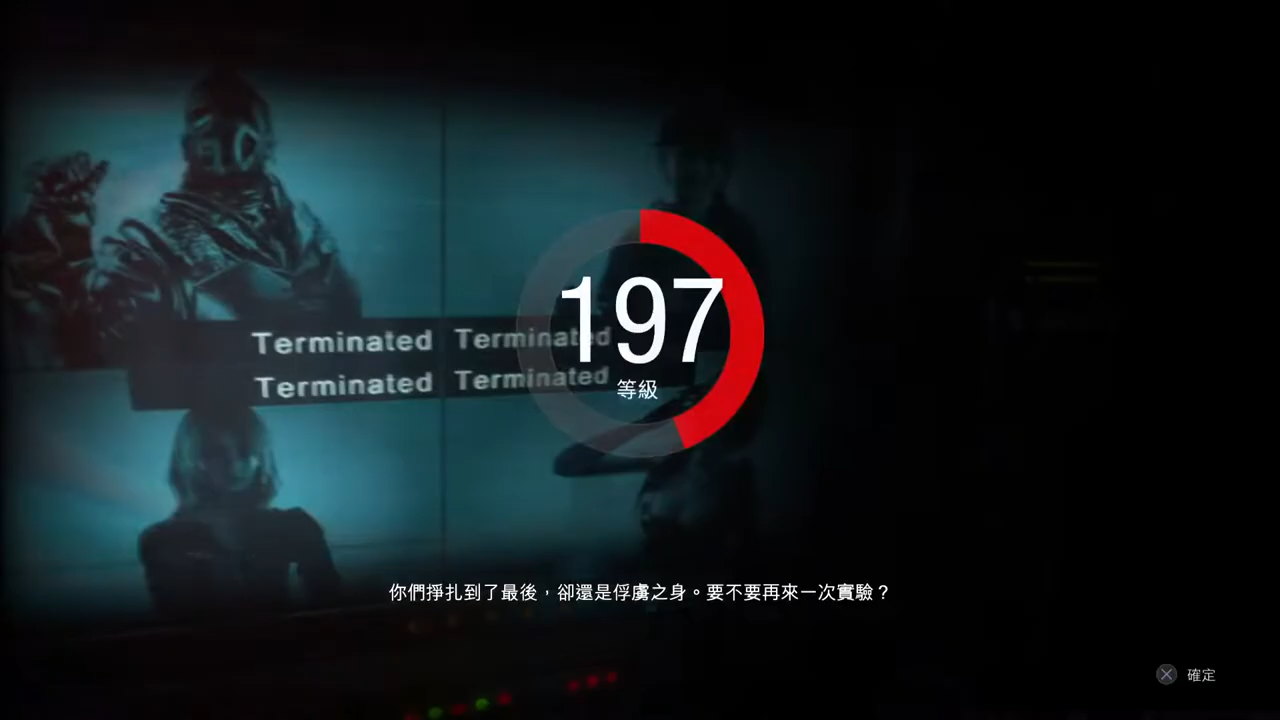 Terminated Terminated
Terminated Terminated
197
等級
你們掙扎到了最後，卻還是俘虜之身。要不要再來一次實驗？
確定